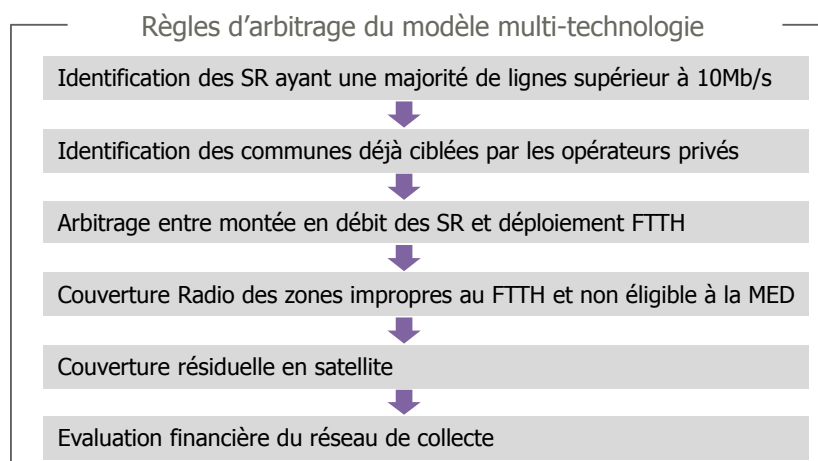 Règles d’arbitrage du modèle multi-technologie
Identification des SR ayant une majorité de lignes supérieur à 10Mb/s
Identification des communes déjà ciblées par les opérateurs privés
Arbitrage entre montée en débit des SR et déploiement FTTH
Couverture Radio des zones impropres au FTTH et non éligible à la MED
Couverture résiduelle en satellite
Evaluation financière du réseau de collecte